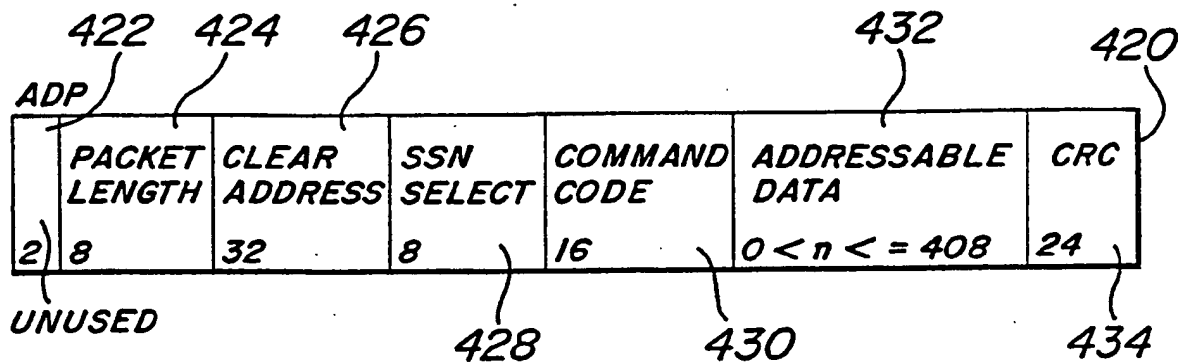 422 424 426 432 420
ADP
PACKET LENGTH CLEAR ADDRESS SSN SELECT COMMAND CODE ADDRESSABLE DATA CRC
2 8 32 8 16 0 < n < = 408 24
UNUSED
428 430 434